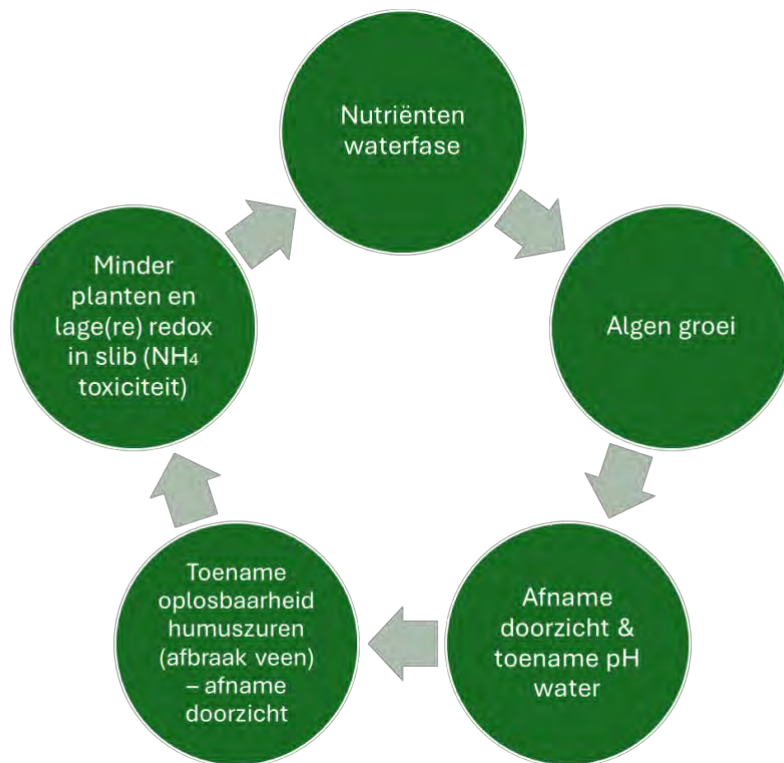 Nutriënten
waterfase
Algen groei
Afname
doorzicht &
toename pH
water
Toename
oplosbaarheid
humuszuren
(afbraak veen)
– afname
doorzicht
Minder
planten en
lage(re) redox
in slib (NH₄
toxiciteit)